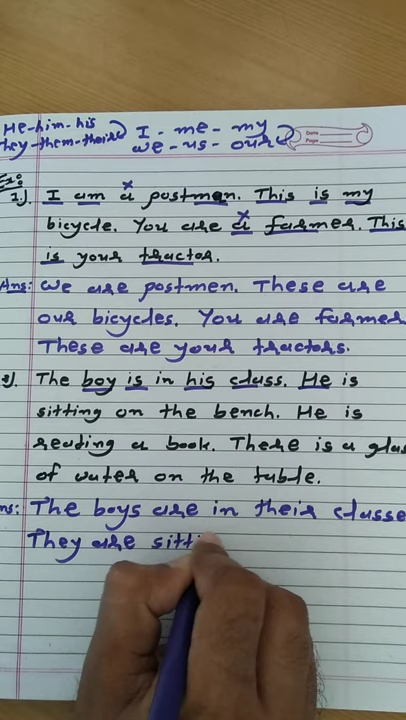 He-him-his
They-them-their
I - me - my
we - us - our
Date
Page
Ex:
1). I am a postman. This is my
bicycle. You are a farmer. This
is your tractor.
Ans: We are postmen. These are
our bicycles. You are farmer
These are your tractors.
2). The boy is in his class. He is
sitting on the bench. He is
reading a book. There is a glas
of water on the table.
Ans: The boys are in their classe
They are sitti